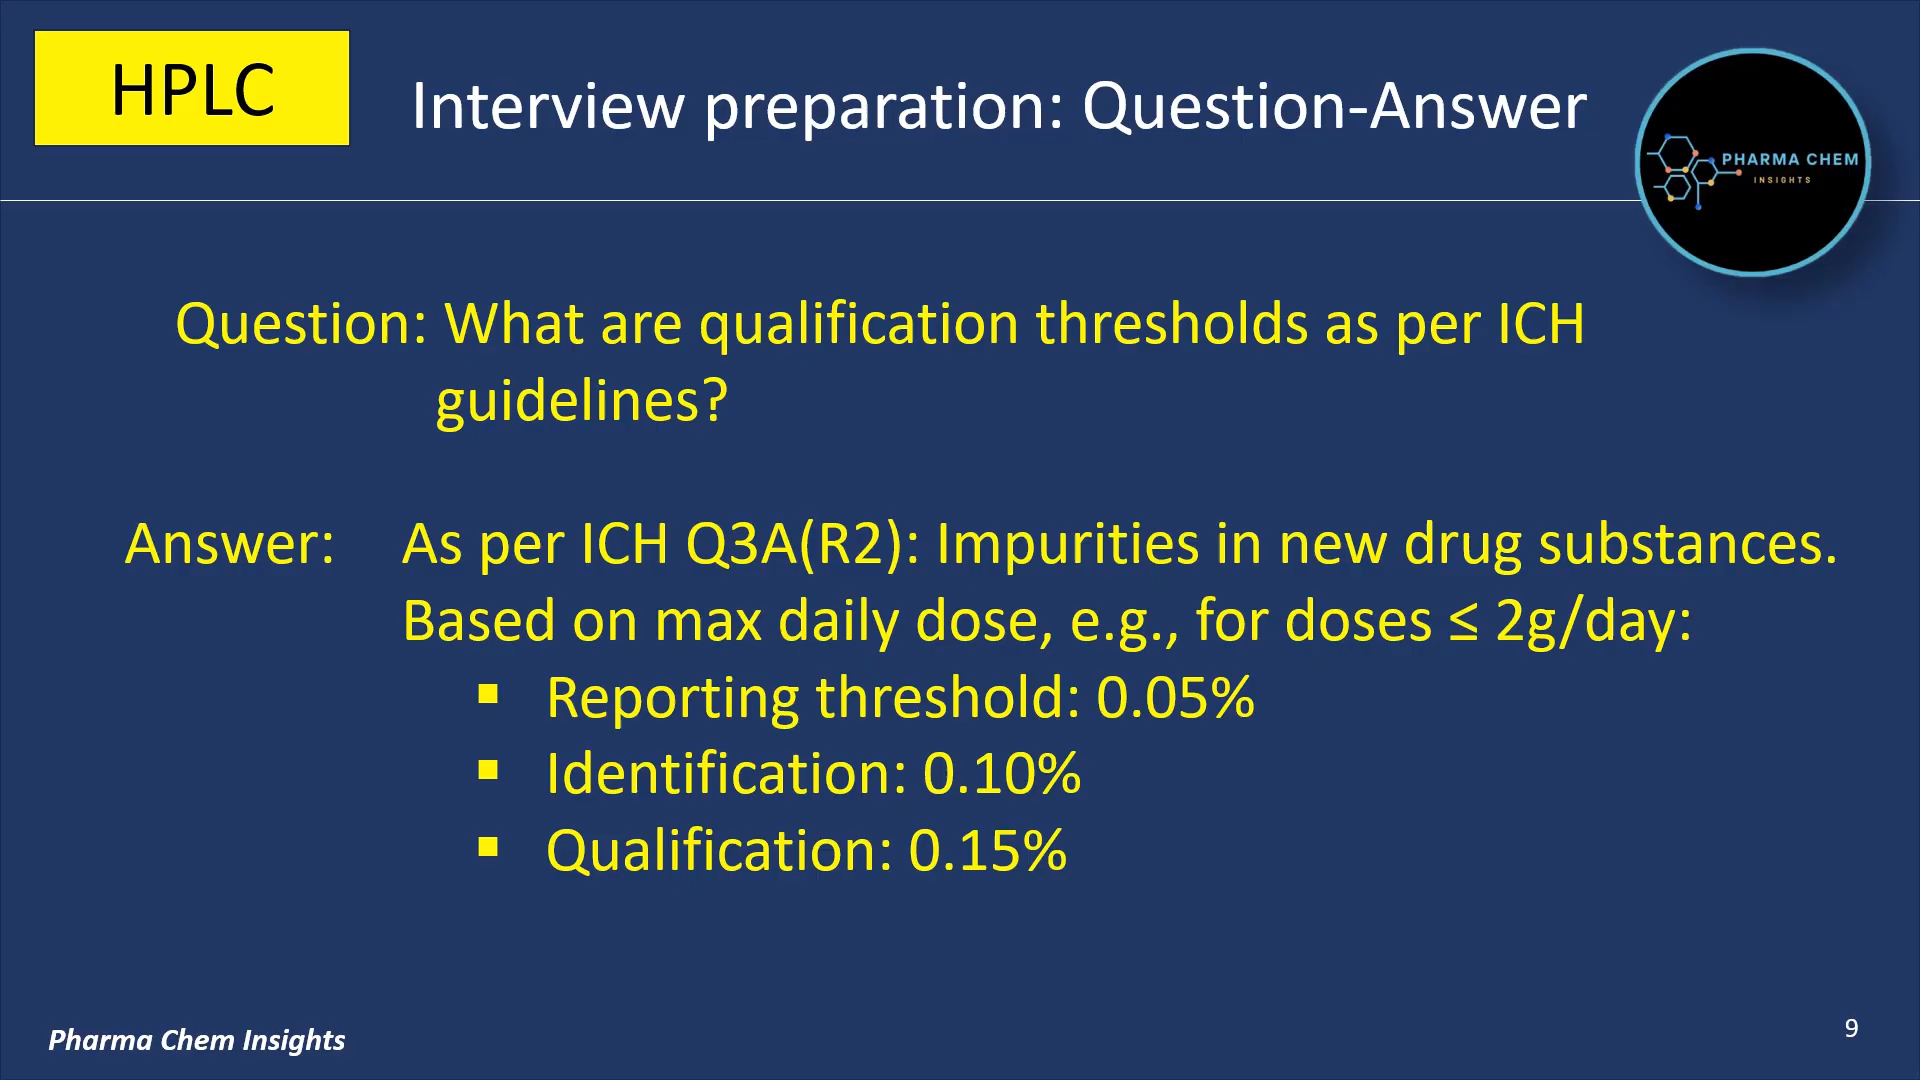 HPLC
Interview preparation: Question-Answer
PHARMA CHEM
INSIGHTS
Question: What are qualification thresholds as per ICH
guidelines?
Answer: As per ICH Q3A(R2): Impurities in new drug substances.
Based on max daily dose, e.g., for doses ≤ 2g/day:
▪ Reporting threshold: 0.05%
▪ Identification: 0.10%
▪ Qualification: 0.15%
Pharma Chem Insights
9